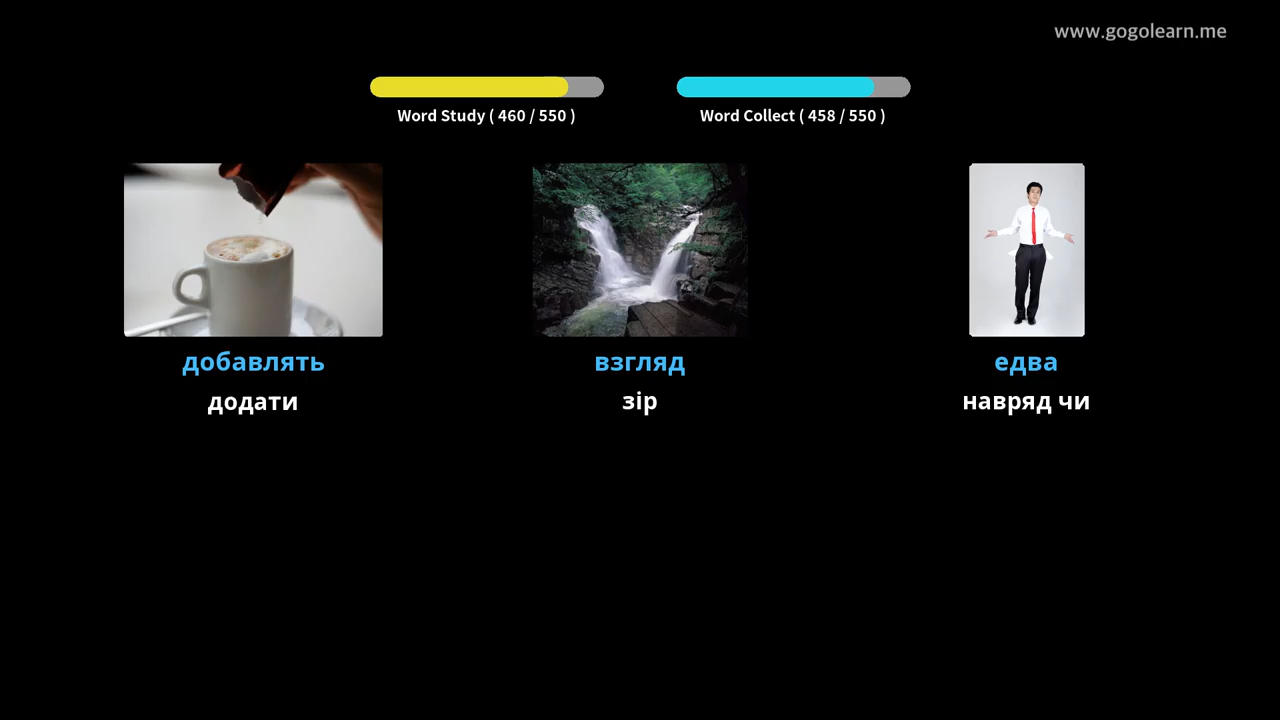 www.gogolearn.me
Word Study ( 460 / 550 )
Word Collect ( 458 / 550 )
добавлять
взгляд
едва
додати
зір
навряд чи